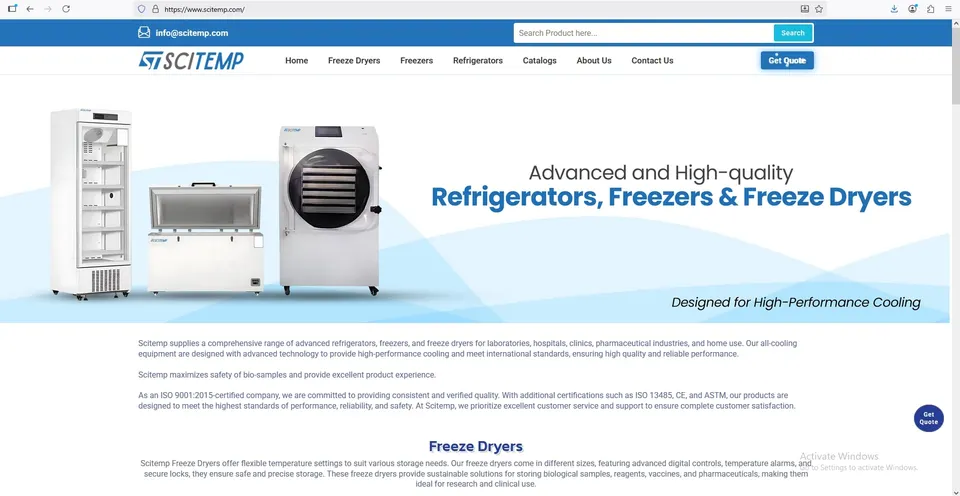 https://www.scitemp.com/
info@scitemp.com
Search Product here...
Search
SCITEMP
Home
Freeze Dryers
Freezers
Refrigerators
Catalogs
About Us
Contact Us
Get Quote
SCITEMP
SCITEMP
Advanced and High-quality
Refrigerators, Freezers & Freeze Dryers
Designed for High-Performance Cooling
Scitemp supplies a comprehensive range of advanced refrigerators, freezers, and freeze dryers for laboratories, hospitals, clinics, pharmaceutical industries, and home use. Our all-cooling
equipment are designed with advanced technology to provide high-performance cooling and meet international standards, ensuring high quality and reliable performance.
Scitemp maximizes safety of bio-samples and provide excellent product experience.
As an ISO 9001:2015-certified company, we are committed to providing consistent and verified quality. With additional certifications such as ISO 13485, CE, and ASTM, our products are
designed to meet the highest standards of performance, reliability, and safety. At Scitemp, we prioritize excellent customer service and support to ensure complete customer satisfaction.
Get
Quote
Freeze Dryers
Scitemp Freeze Dryers offer flexible temperature settings to suit various storage needs. Our freeze dryers come in different sizes, featuring advanced digital controls, temperature alarms, and
secure locks, they ensure safe and precise storage. These freeze dryers provide sustainable solutions for storing biological samples, reagents, vaccines, and pharmaceuticals, making them
ideal for research and clinical use.
Activate Windows
Go to Settings to activate Windows.